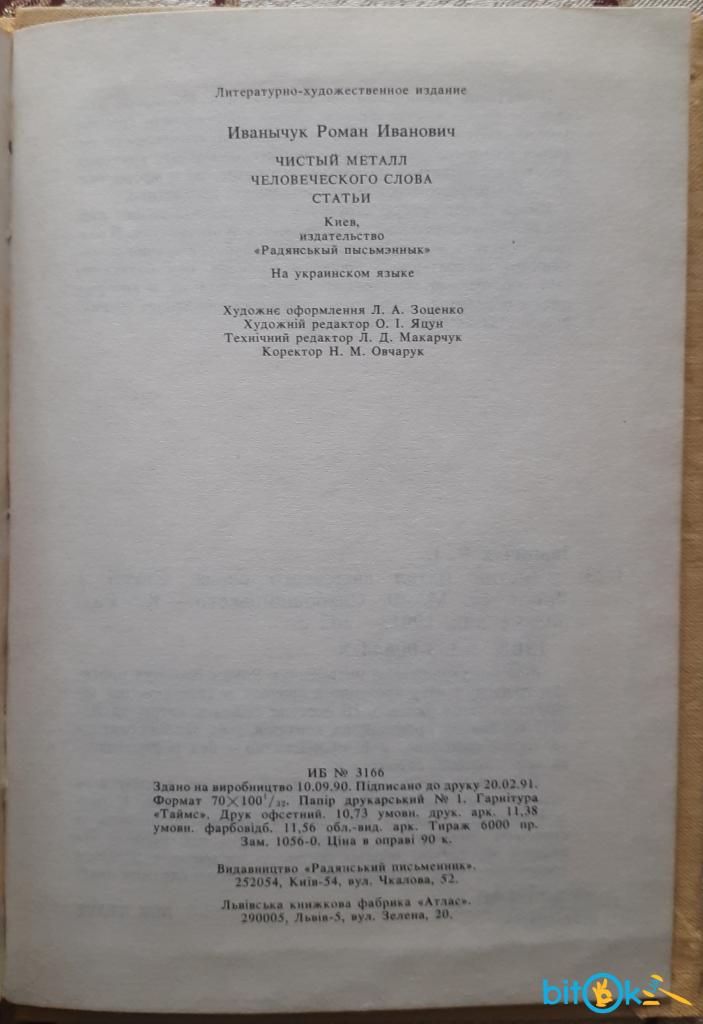 Литературно-художественное издание
Иванычук Роман Иванович
ЧИСТЫЙ МЕТАЛЛ
ЧЕЛОВЕЧЕСКОГО СЛОВА
СТАТЬИ
Киев,
издательство
«Радянськый пысьмэннык»
На украинском языке
Художнє оформлення Л. А. Зоценко
Художній редактор О. І. Яцун
Технічний редактор Л. Д. Макарчук
Коректор Н. М. Овчарук
ИБ № 3166
Здано на виробництво 10.09.90. Підписано до друку 20.02.91.
Формат 70×100¹/₃₂. Папір друкарський № 1. Гарнітура
«Таймс». Друк офсетний. 10,73 умовн. друк. арк. 11,38
умовн. фарбовідб. 11,56 обл.-вид. арк. Тираж 6000 пр.
Зам. 1056-0. Ціна в оправі 90 к.
Видавництво «Радянський письменник».
252054, Київ-54, вул. Чкалова, 52.
Львівська книжкова фабрика «Атлас».
290005, Львів-5, вул. Зелена, 20.
bitok